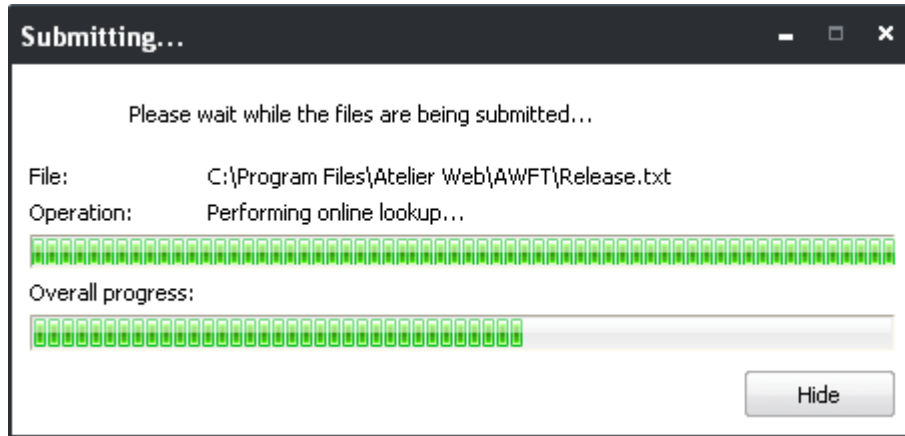 Submitting...
Please wait while the files are being submitted...
File: C:\Program Files\Atelier Web\AWFT\Release.txt
Operation: Performing online lookup...
Overall progress:
Hide